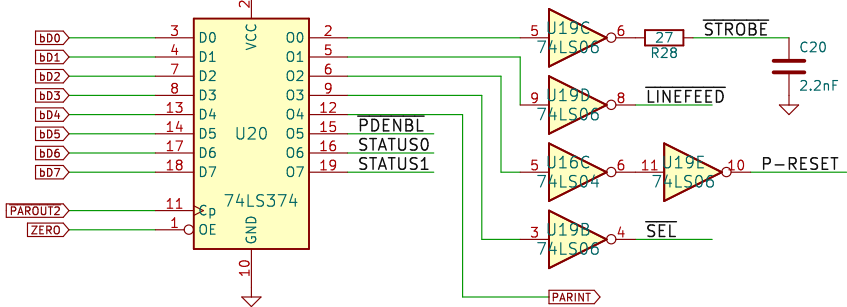 2
VCC
bD0 3 D0 O0 2
bD1 4 D1 O1 5
bD2 7 D2 O2 6
bD3 8 D3 O3 9
bD4 13 D4 O4 12
bD5 14 D5 O5 15 PDENBL
bD6 17 D6 O6 16 STATUS0
bD7 18 D7 O7 19 STATUS1
U20
74LS374
PAROUT2 11 Cp
ZERO 1 OE
GND
10
5 U19C 6 27 STROBE
74LS06 R28
C20
2.2nF
9 U19D 8 LINEFEED
74LS06
5 U16C 6 11 U19E 10 P-RESET
74LS04 74LS06
3 U19B 4 SEL
74LS06
PARINT